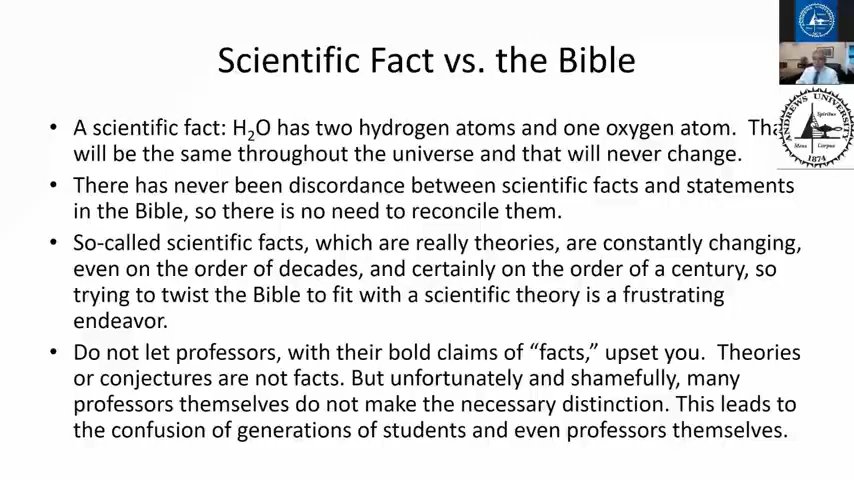 Scientific Fact vs. the Bible
• A scientific fact: H₂O has two hydrogen atoms and one oxygen atom. Tha
will be the same throughout the universe and that will never change.
• There has never been discordance between scientific facts and statements
in the Bible, so there is no need to reconcile them.
• So-called scientific facts, which are really theories, are constantly changing,
even on the order of decades, and certainly on the order of a century, so
trying to twist the Bible to fit with a scientific theory is a frustrating
endeavor.
• Do not let professors, with their bold claims of “facts,” upset you. Theories
or conjectures are not facts. But unfortunately and shamefully, many
professors themselves do not make the necessary distinction. This leads to
the confusion of generations of students and even professors themselves.
ANDREWS UNIVERSITY
Spiritus
Mens Corpus
1874